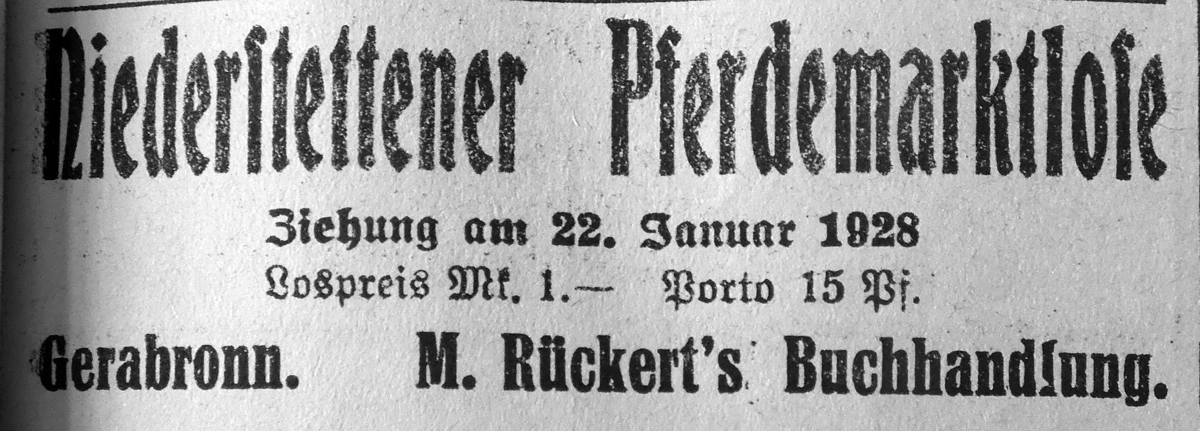 Niederstettener Pferdemarktlose
Ziehung am 22. Januar 1928
Lospreis Mk. 1.— Porto 15 Pf.
Gerabronn. M. Rückert's Buchhandlung.